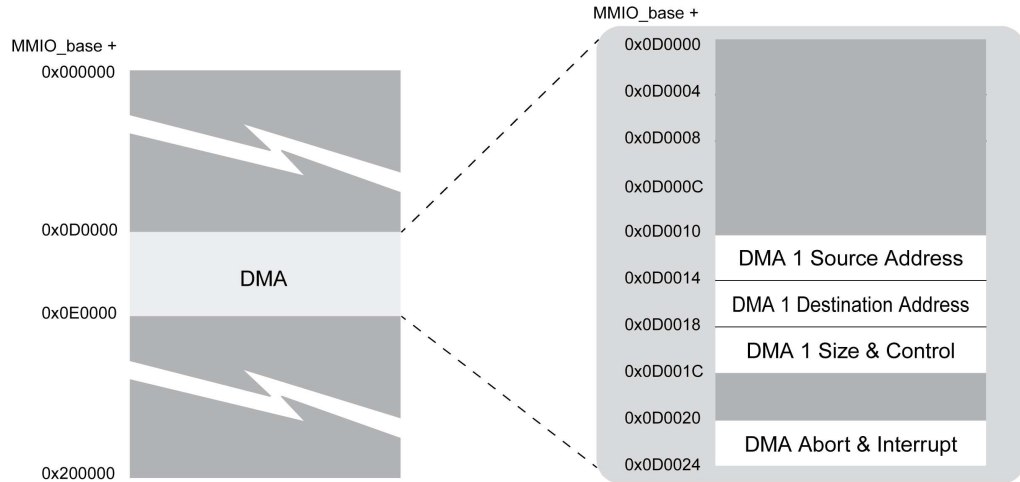 MMIO_base +
0x000000
0x0D0000
DMA
0x0E0000
0x200000
MMIO_base +
0x0D0000
0x0D0004
0x0D0008
0x0D000C
0x0D0010
DMA 1 Source Address
0x0D0014
DMA 1 Destination Address
0x0D0018
DMA 1 Size & Control
0x0D001C
0x0D0020
DMA Abort & Interrupt
0x0D0024